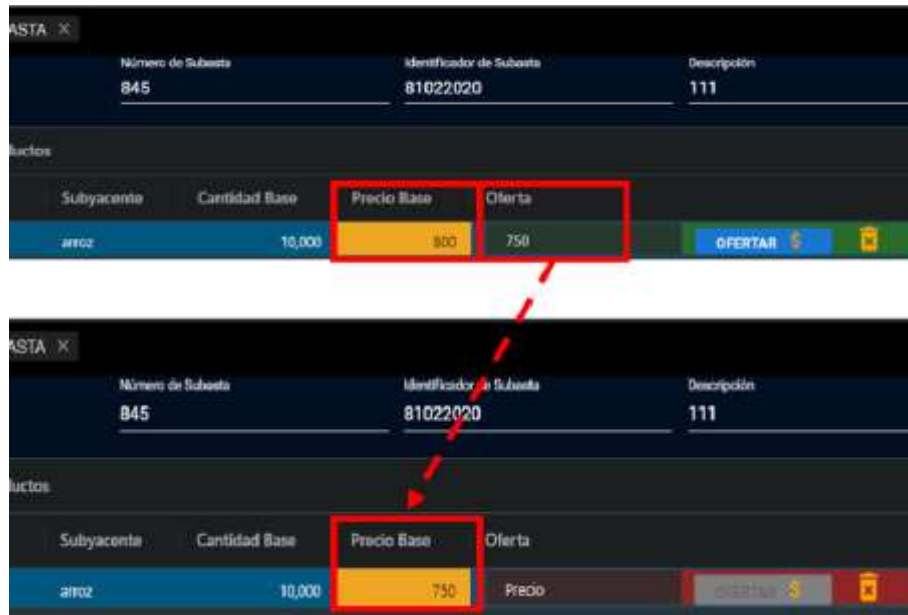 ASTA ×
Número de Subasta Identificador de Subasta Descripción
845 81022020 111
ductos
Subyacente Cantidad Base Precio Base Oferta
arroz 10,000 800 750 OFERTAR $
ASTA ×
Número de Subasta Identificador de Subasta Descripción
845 81022020 111
ductos
Subyacente Cantidad Base Precio Base Oferta
arroz 10,000 750 Precio OFERTAR $